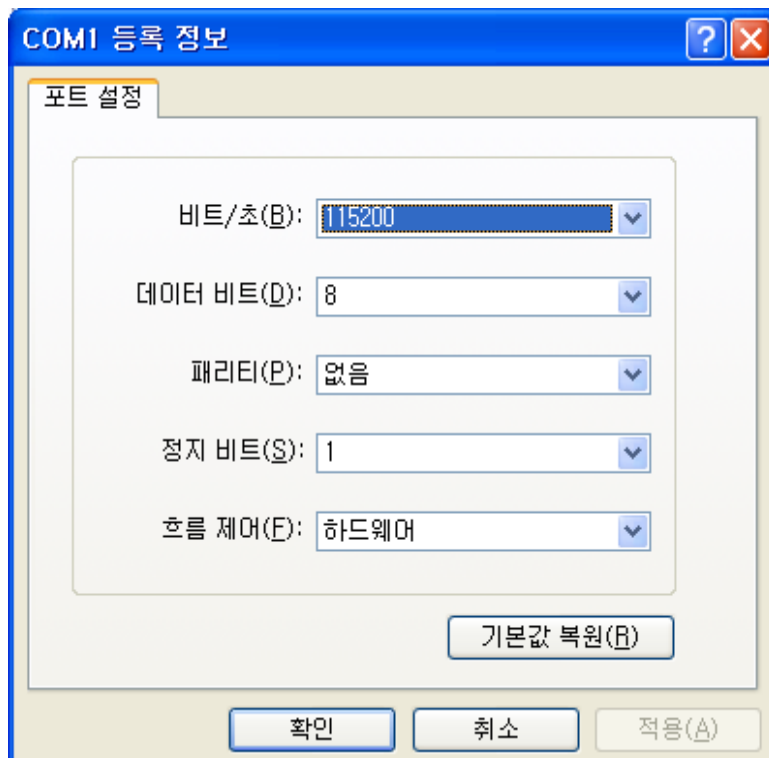 COM1 등록 정보
포트 설정
비트/초(B): 115200
데이터 비트(D): 8
패리티(P): 없음
정지 비트(S): 1
흐름 제어(F): 하드웨어
기본값 복원(R)
확인 취소 적용(A)